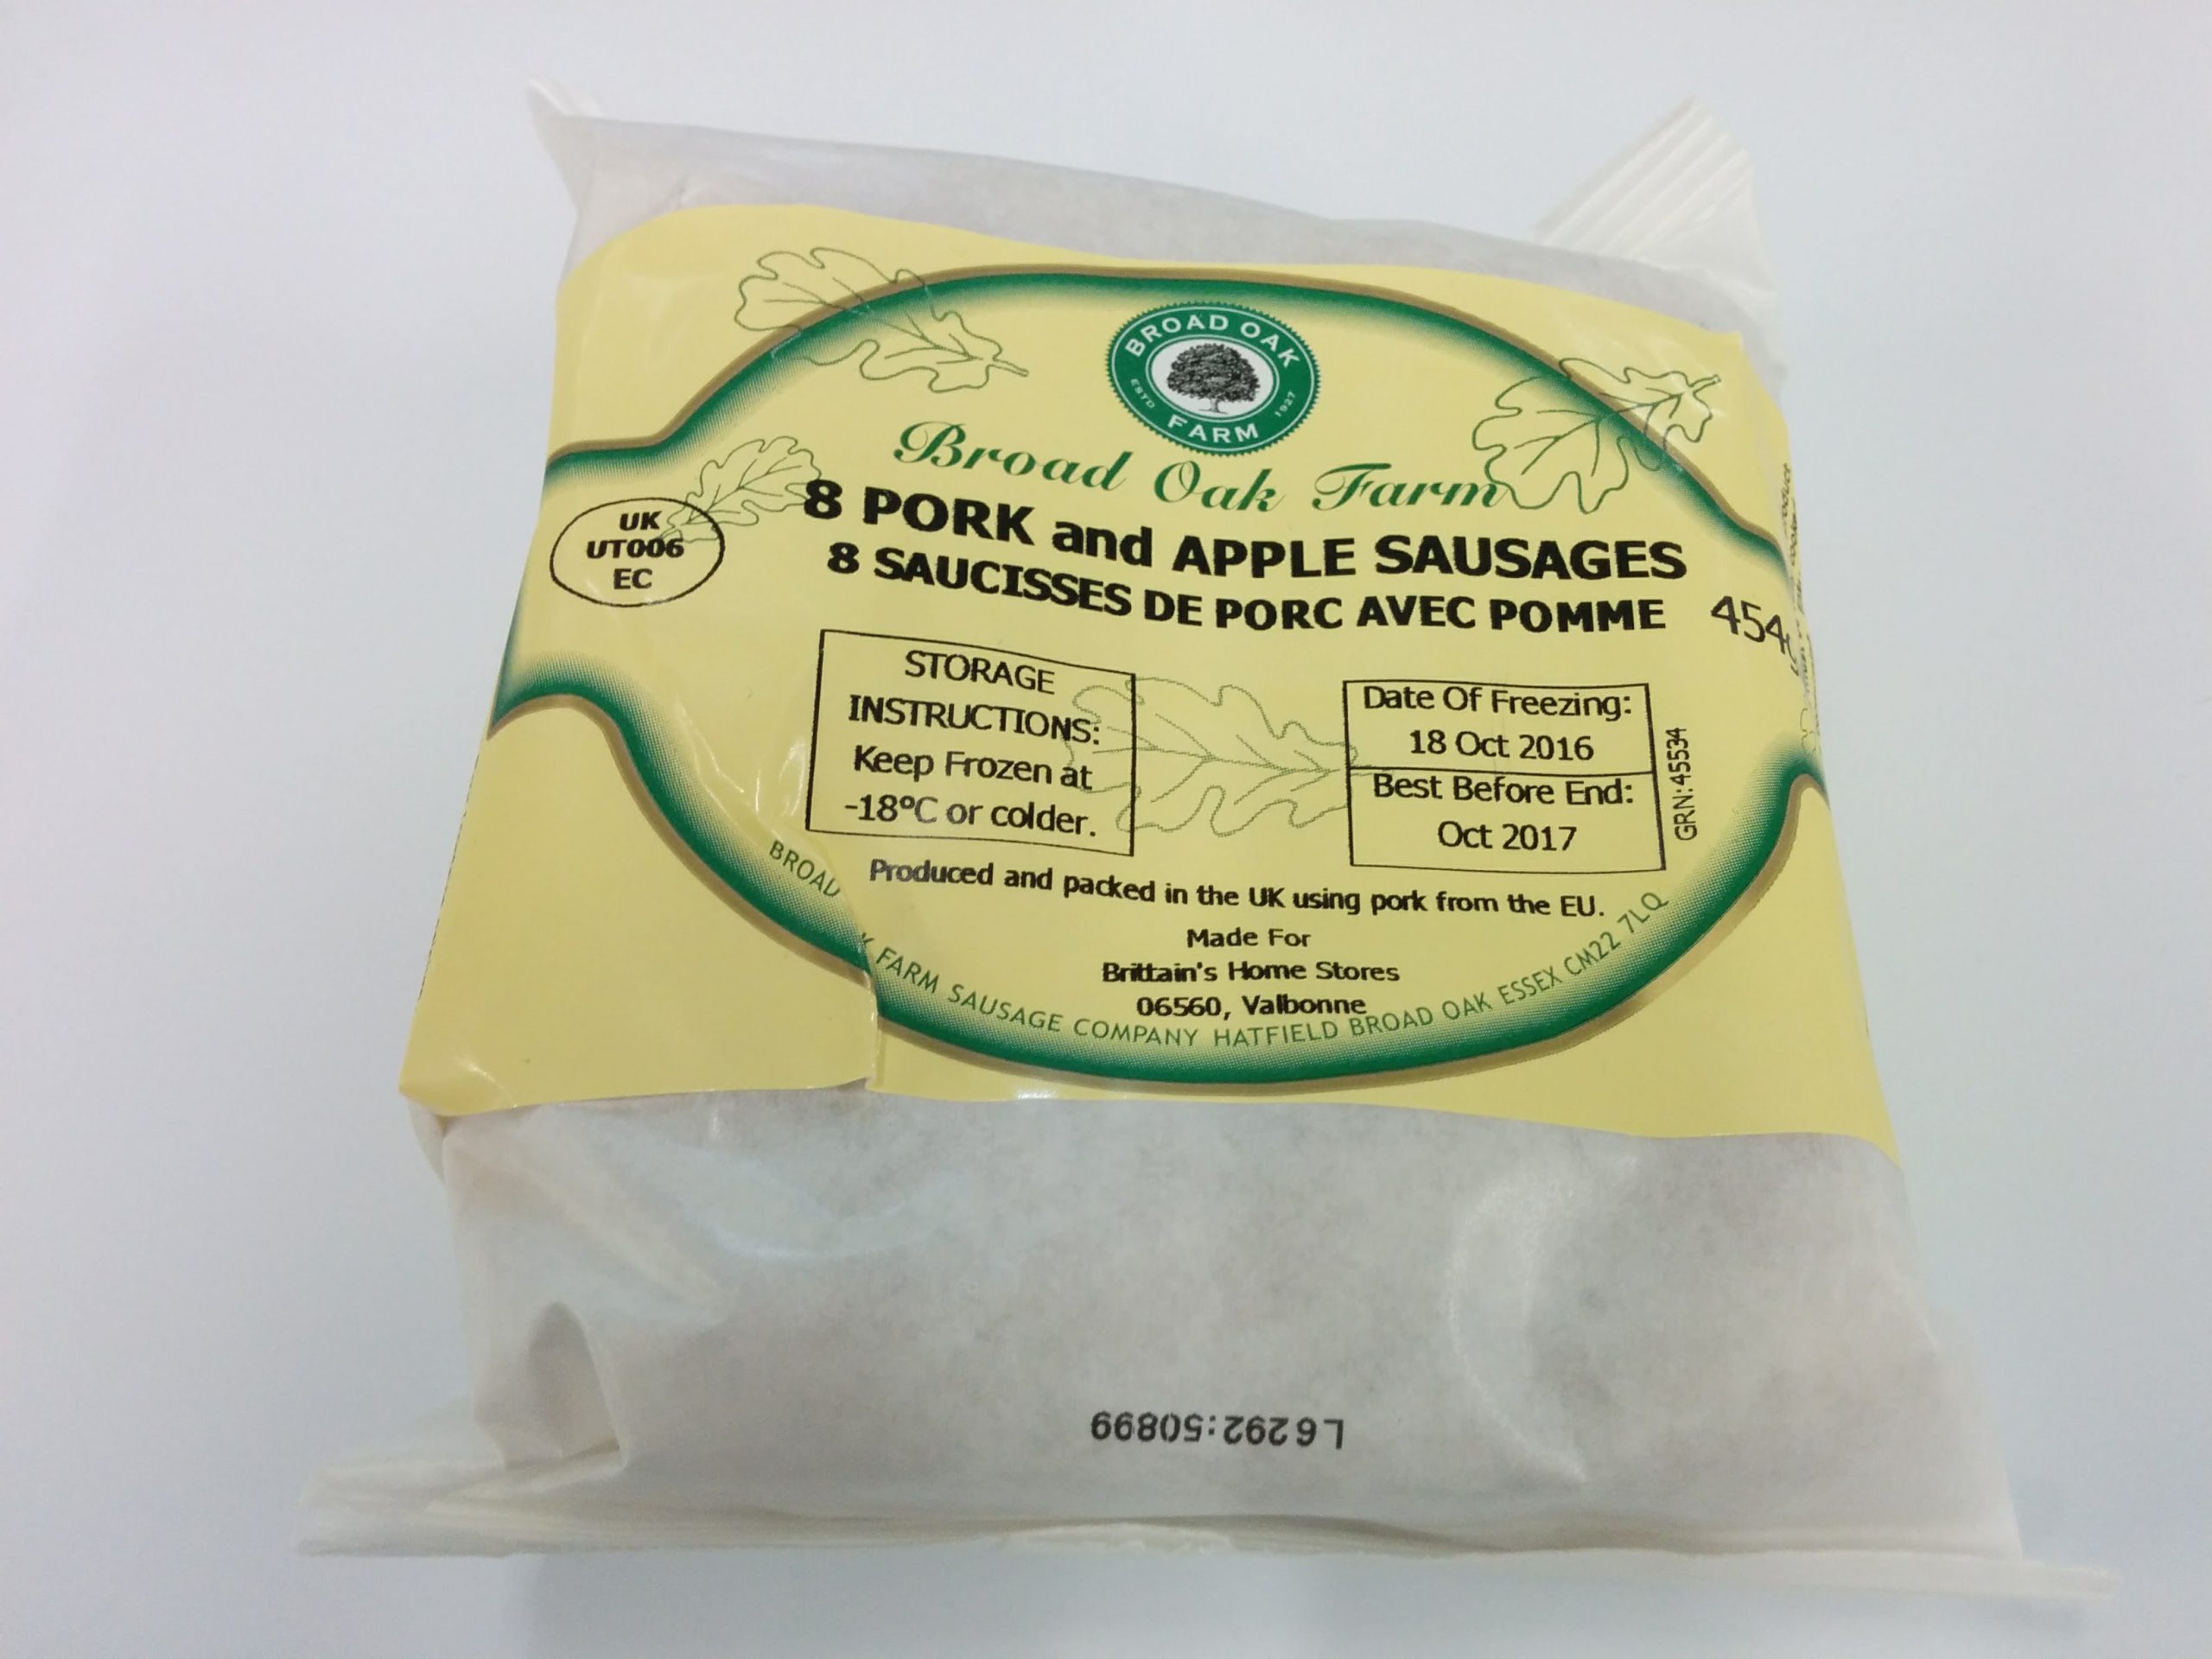 BROAD OAK
ESTD 1927
FARM
Broad Oak Farm
8 PORK and APPLE SAUSAGES
8 SAUCISSES DE PORC AVEC POMME
454
UK
UT006
EC
STORAGE
INSTRUCTIONS:
Keep Frozen at
-18ºC or colder.
Date Of Freezing:
18 Oct 2016
Best Before End:
Oct 2017
GRN:45534
Produced and packed in the UK using pork from the EU.
Made For
Brittain's Home Stores
06560, Valbonne
BROAD K FARM SAUSAGE COMPANY HATFIELD BROAD OAK ESSEX CM22 7LQ
L6292:50899